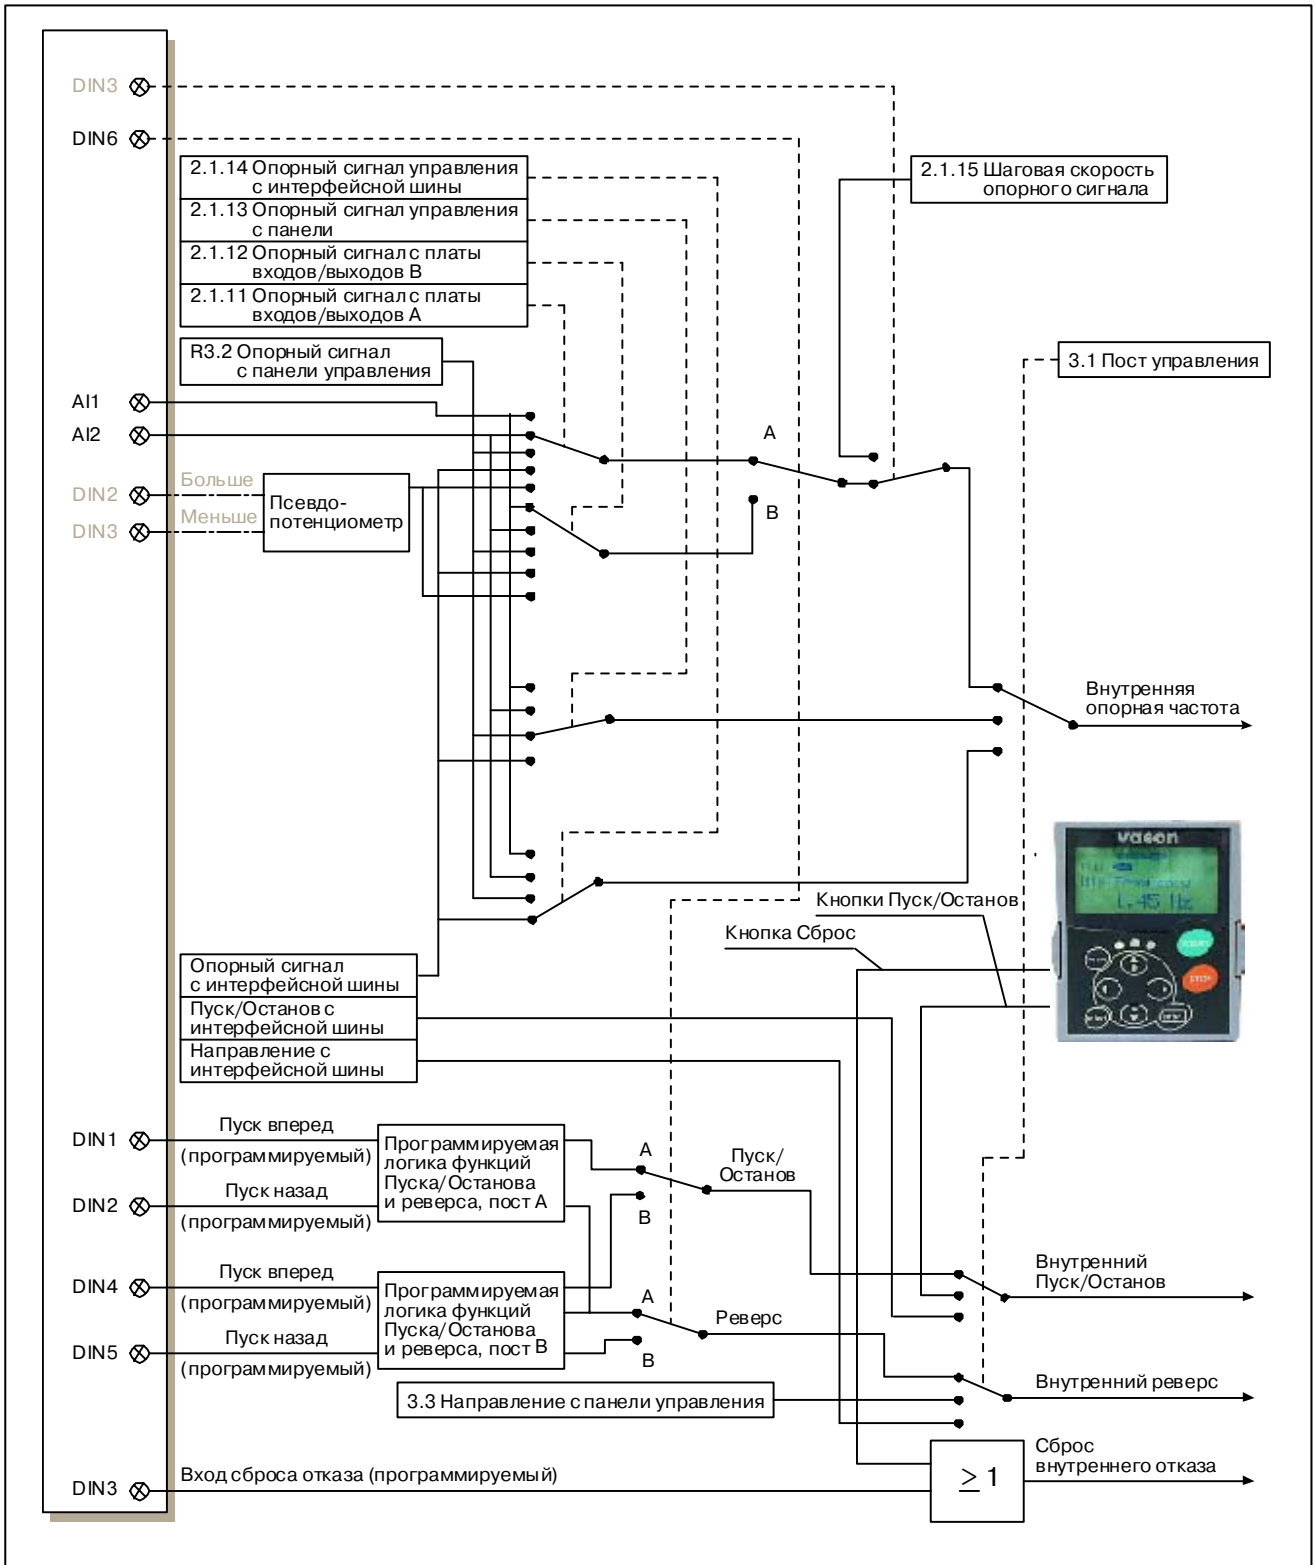 DIN3
DIN6
2.1.14 Опорный сигнал управления
с интерфейсной шины
2.1.13 Опорный сигнал управления
с панели
2.1.12 Опорный сигнал с платы
входов/выходов B
2.1.11 Опорный сигнал с платы
входов/выходов A
2.1.15 Шаговая скорость
опорного сигнала
R3.2 Опорный сигнал
с панели управления
3.1 Пост управления
AI1
AI2
A
B
DIN2
Больше
DIN3
Меньше
Псевдо-
потенциометр
Внутренняя
опорная частота
vacon
1.45 Hz
Кнопки Пуск/Останов
Кнопка Сброс
STOP
Опорный сигнал
с интерфейсной шины
Пуск/Останов с
интерфейсной шины
Направление с
интерфейсной шины
DIN1
Пуск вперед
(программируемый)
DIN2
Пуск назад
(программируемый)
Программируемая
логика функций
Пуска/Останова
и реверса, пост A
A
B
Пуск/
Останов
DIN4
Пуск вперед
(программируемый)
DIN5
Пуск назад
(программируемый)
Программируемая
логика функций
Пуска/Останова
и реверса, пост B
A
B
Реверс
Внутренний
Пуск/Останов
3.3 Направление с панели управления
Внутренний реверс
DIN3
Вход сброса отказа (программируемый)
≥ 1
Сброс
внутреннего отказа